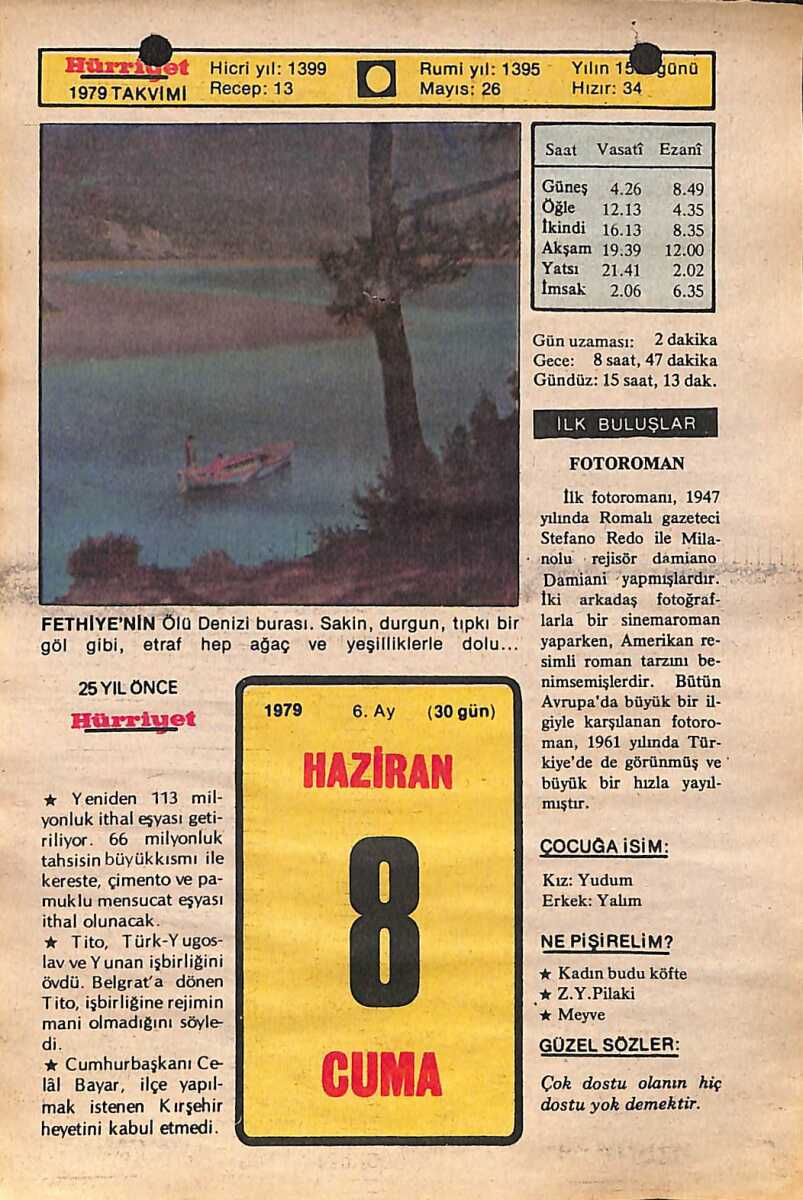 Hürriyet
1979 TAKVİMİ
Hicri yıl: 1399
Recep: 13
Rumi yıl: 1395
Mayıs: 26
Yılın günü
Hızır: 34
Saat Vasatî Ezanî
Güneş 4.26 8.49
Öğle 12.13 4.35
İkindi 16.13 8.35
Akşam 19.39 12.00
Yatsı 21.41 2.02
İmsak 2.06 6.35
Gün uzaması: 2 dakika
Gece: 8 saat, 47 dakika
Gündüz: 15 saat, 13 dak.
İLK BULUŞLAR
FOTOROMAN
İlk fotoromanı, 1947
yılında Romalı gazeteci
Stefano Redo ile Mila-
nolu rejisör damiano
Damiani yapmışlardır.
İki arkadaş fotoğraf-
larla bir sinemaroman
yaparken, Amerikan re-
simli roman tarzını be-
nimsemişlerdir. Bütün
Avrupa'da büyük bir il-
giyle karşılanan fotoro-
man, 1961 yılında Tür-
kiye'de de görünmüş ve
büyük bir hızla yayıl-
mıştır.
ÇOCUĞA İSİM:
Kız: Yudum
Erkek: Yalım
NE PİŞİRELİM?
★ Kadın budu köfte
★ Z.Y.Pilaki
★ Meyve
GÜZEL SÖZLER:
Çok dostu olanın hiç
dostu yok demektir.
FETHİYE'NİN Ölü Denizi burası. Sakin, durgun, tıpkı bir
göl gibi, etraf hep ağaç ve yeşilliklerle dolu...
25 YIL ÖNCE
Hürriyet
★ Yeniden 113 mil-
yonluk ithal eşyası geti-
riliyor. 66 milyonluk
tahsisin büyük kısmı ile
kereste, çimento ve pa-
muklu mensucat eşyası
ithal olunacak.
★ Tito, Türk-Yugos-
lav ve Yunan işbirliğini
övdü. Belgrat'a dönen
Tito, işbirliğine rejimin
mani olmadığını söyle-
di.
★ Cumhurbaşkanı Ce-
lâl Bayar, ilçe yapıl-
mak istenen Kırşehir
heyetini kabul etmedi.
1979 6. Ay (30 gün)
HAZİRAN
8
CUMA